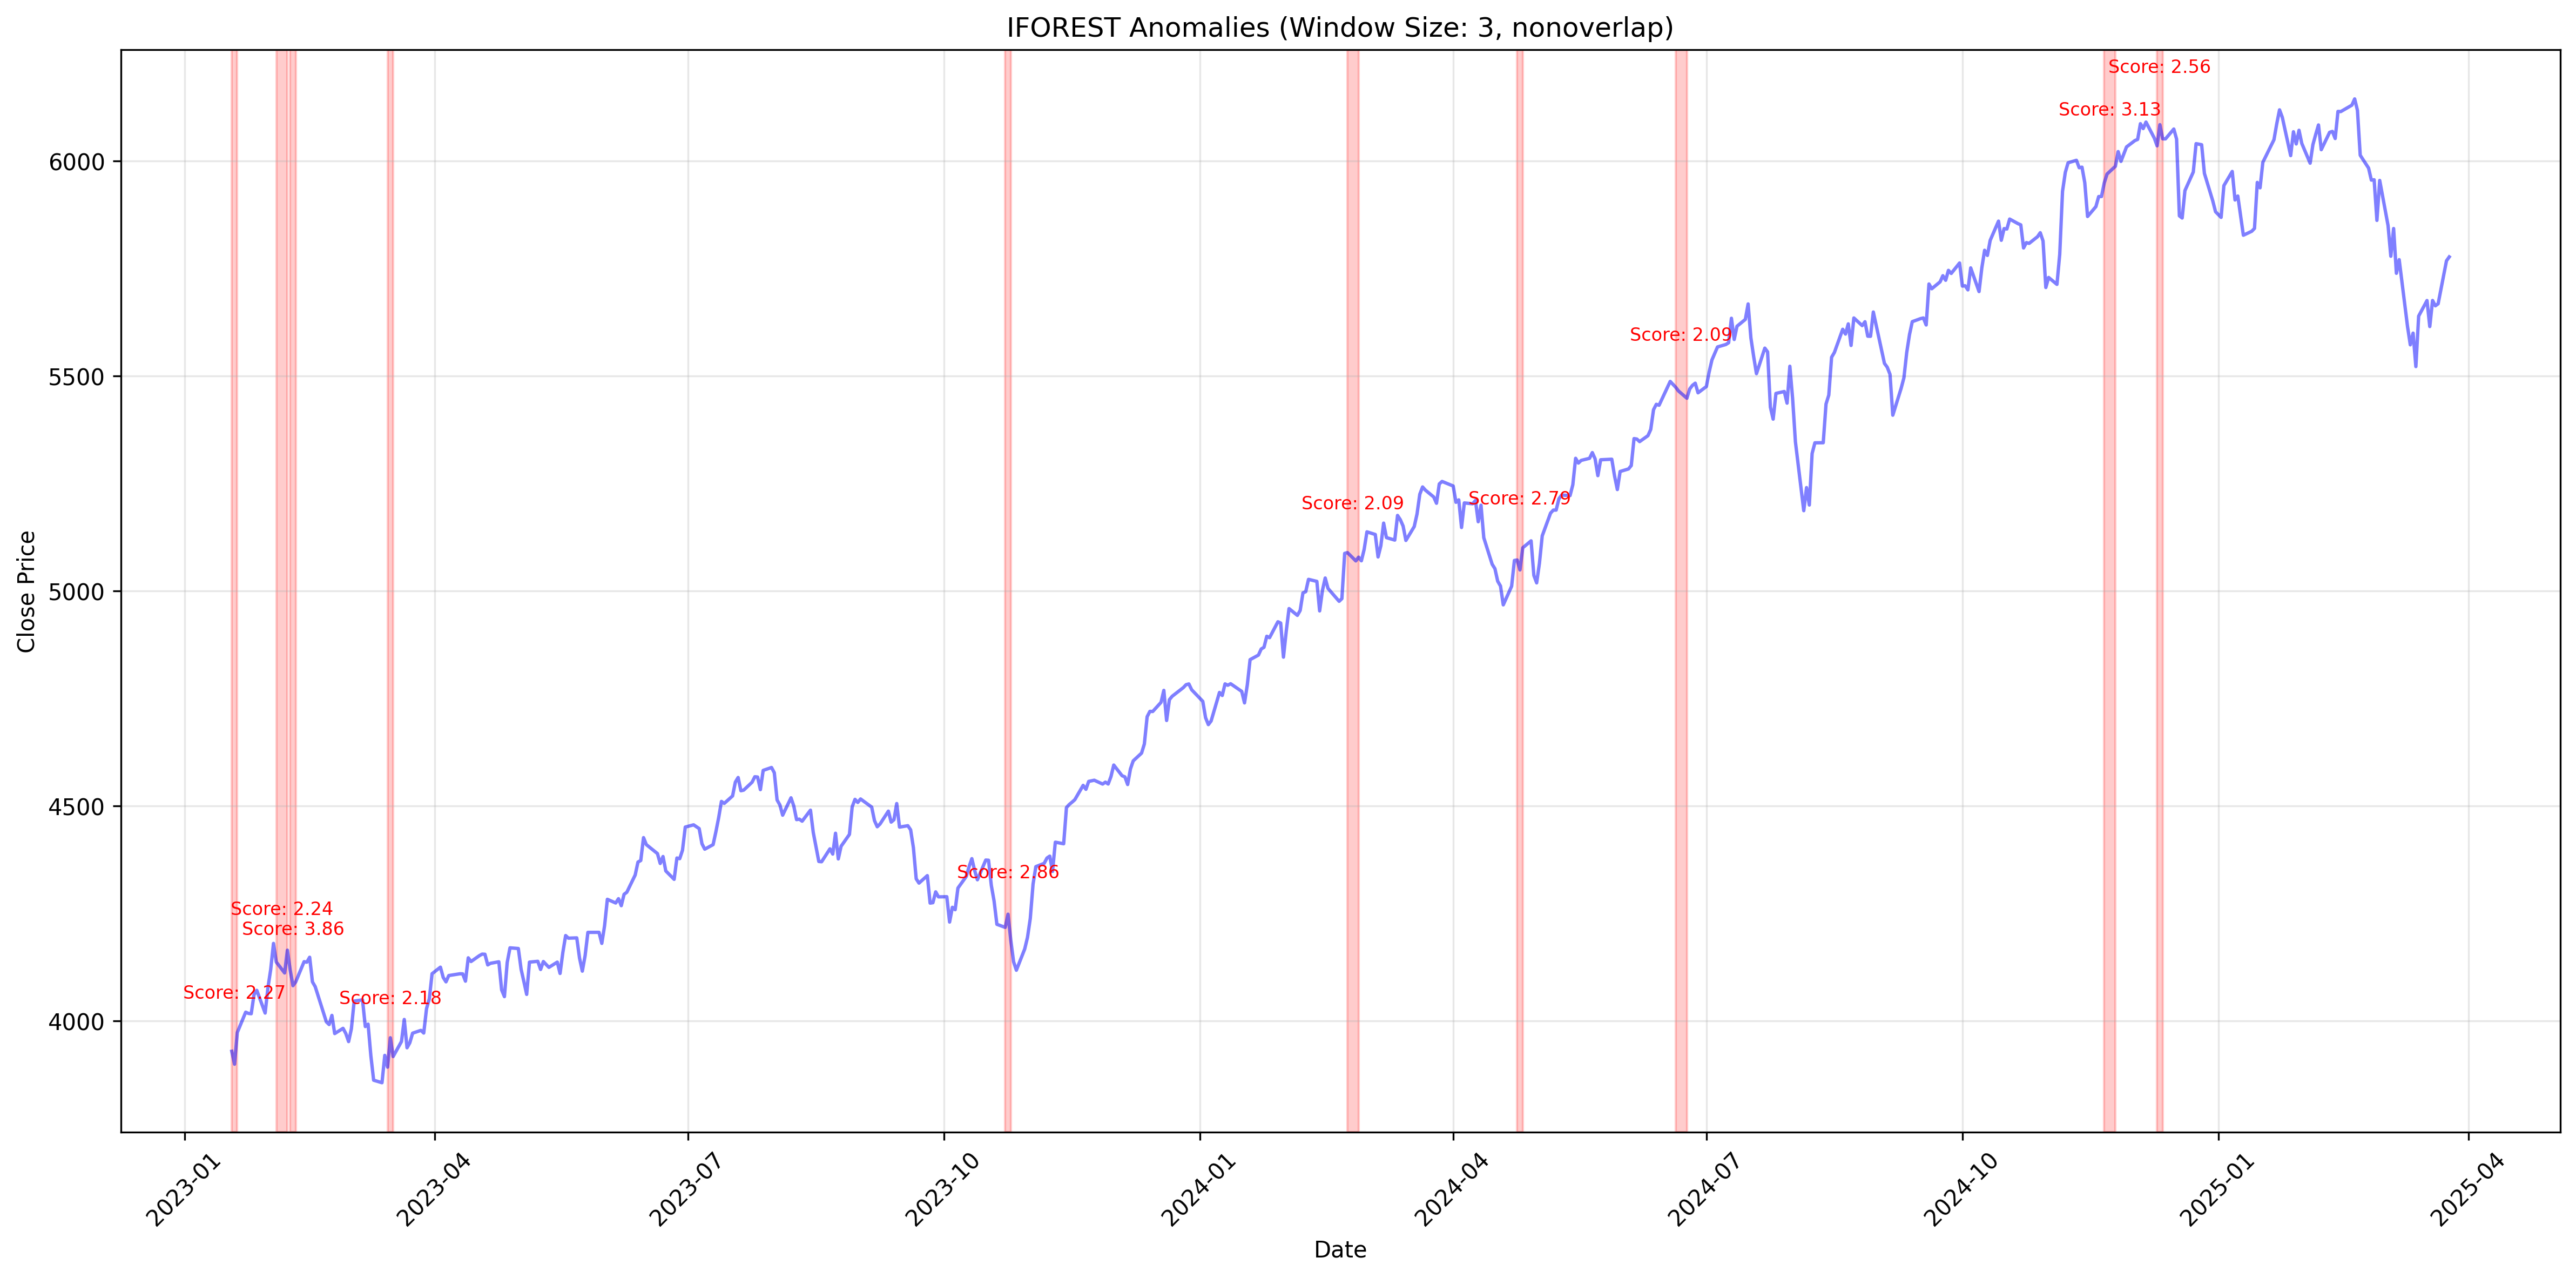 IFOREST Anomalies (Window Size: 3, nonoverlap)
Score: 2.56
Score: 3.13
6000
Score: 2.09
5500
Score: 2.09
Score: 2.79
5000
Close Price
4500
Score: 2.86
Score: 2.24
Score: 3.86
Score: 2.27
Score: 2.18
4000
2023-01
2023-04
2023-07
2023-10
2024-01
2024-04
2024-07
2024-10
2025-01
2025-04
Date